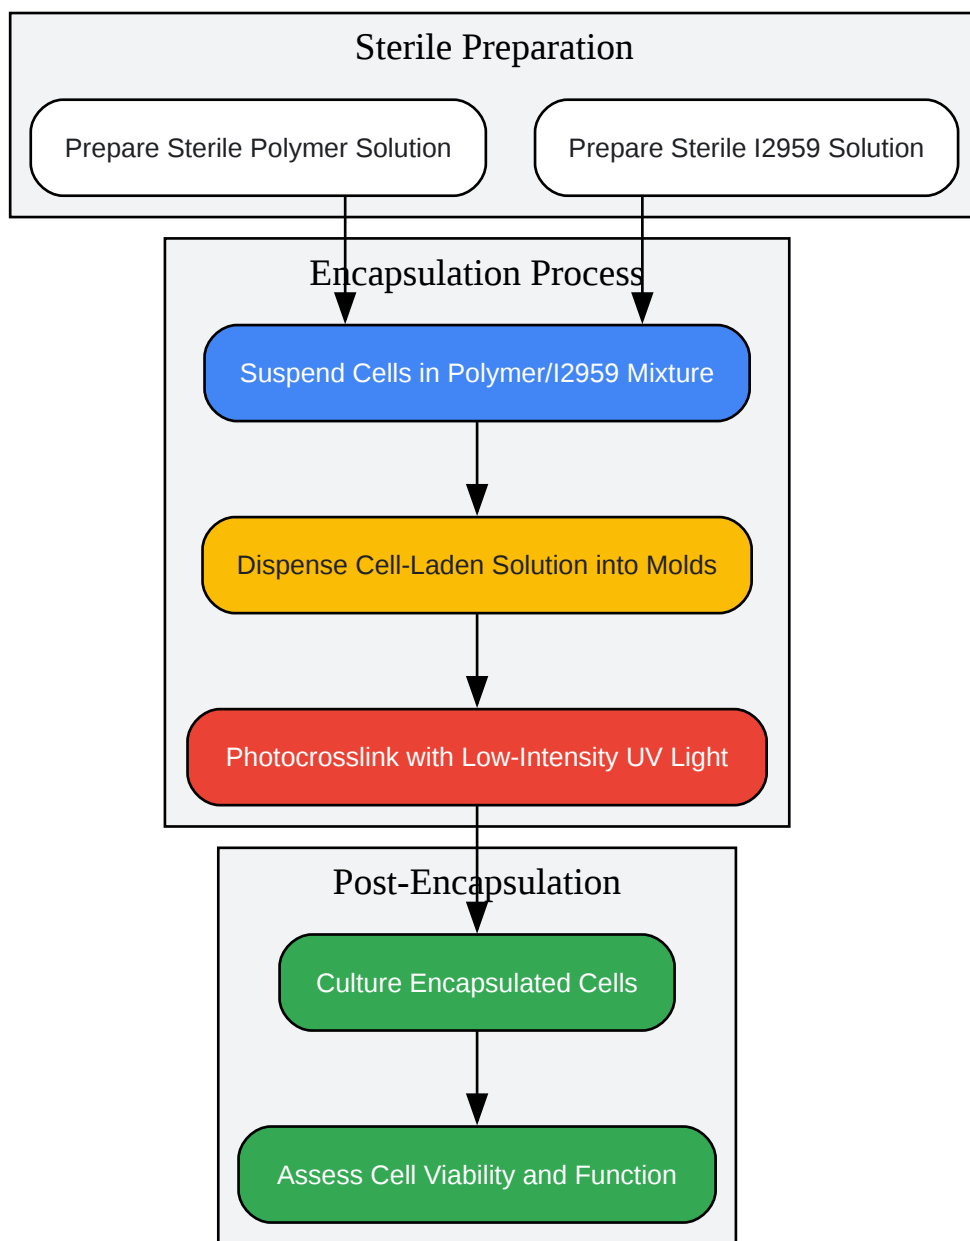 Sterile Preparation
Prepare Sterile Polymer Solution
Prepare Sterile I2959 Solution
Encapsulation Process
Suspend Cells in Polymer/I2959 Mixture
Dispense Cell-Laden Solution into Molds
Photocrosslink with Low-Intensity UV Light
Post-Encapsulation
Culture Encapsulated Cells
Assess Cell Viability and Function